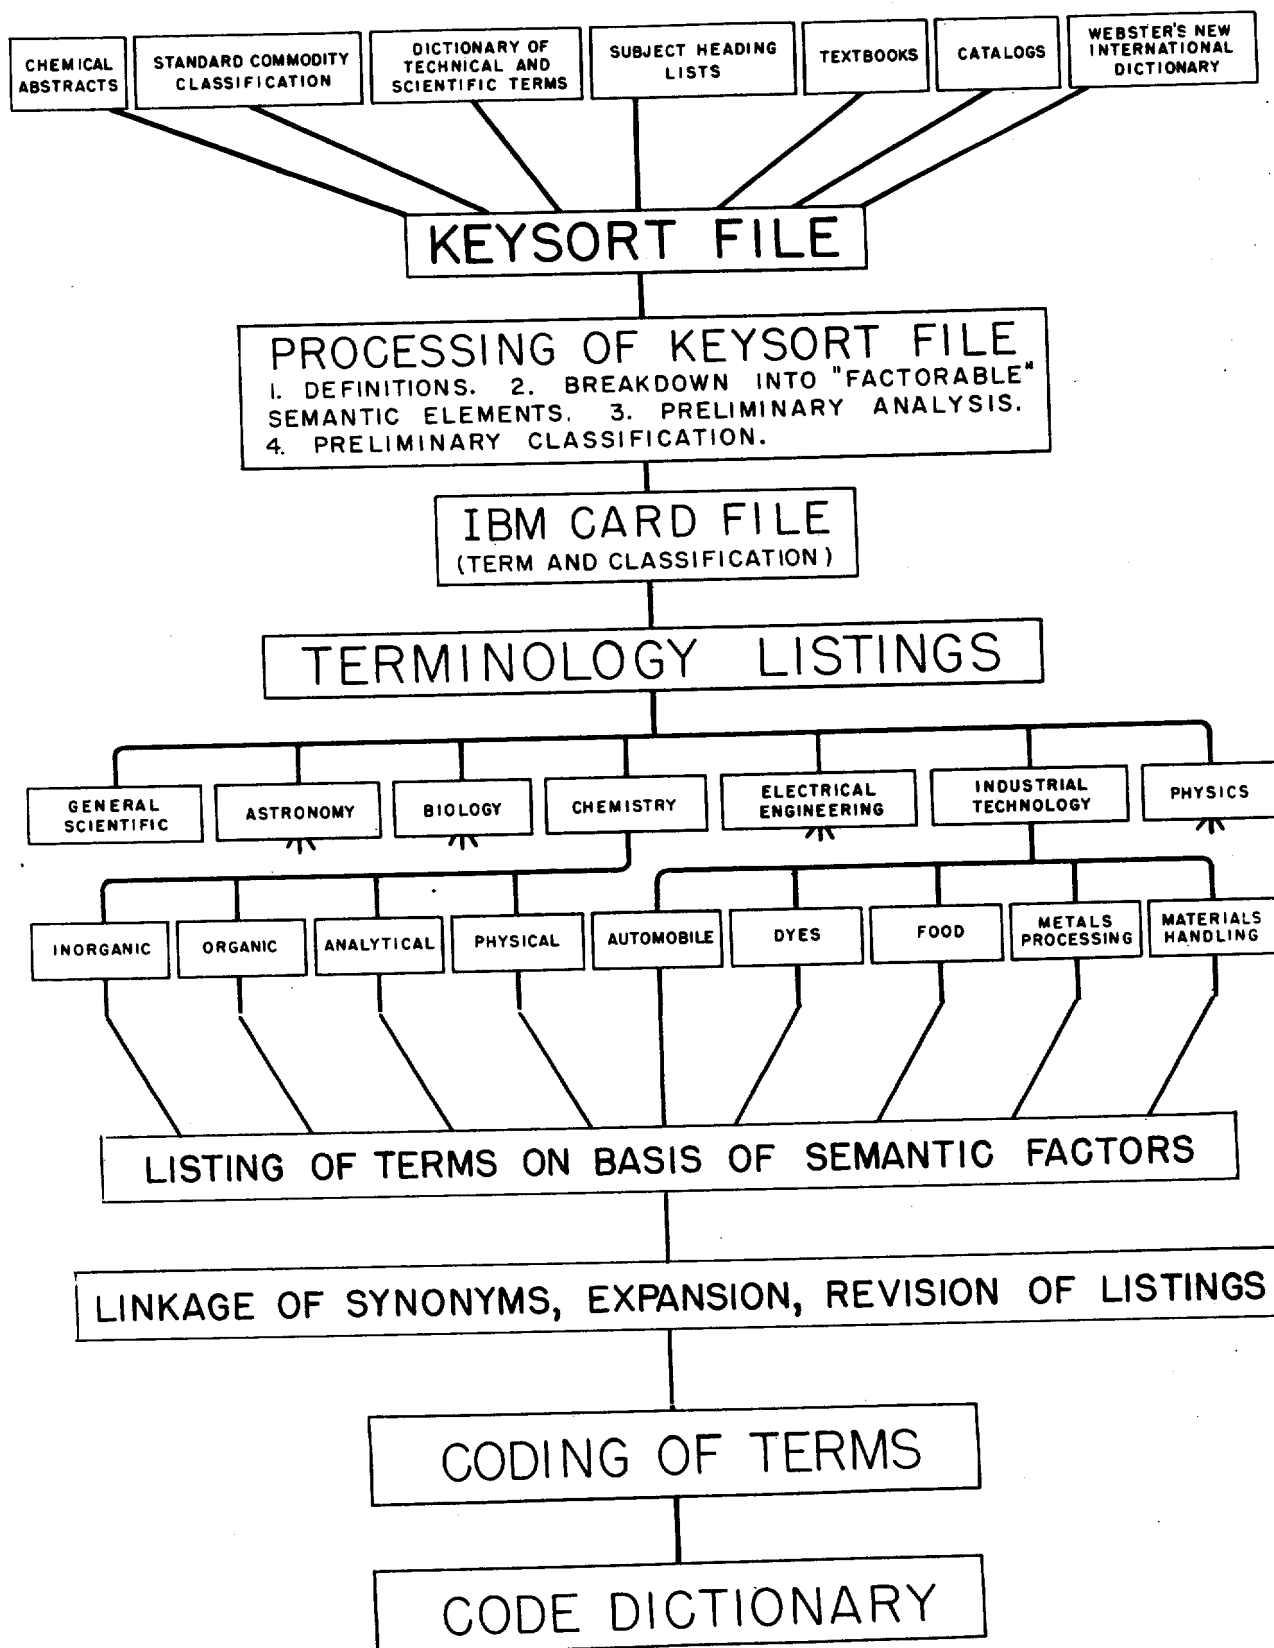 CHEMICAL
ABSTRACTS
STANDARD COMMODITY
CLASSIFICATION
DICTIONARY OF
TECHNICAL AND
SCIENTIFIC TERMS
SUBJECT HEADING
LISTS
TEXTBOOKS
CATALOGS
WEBSTER'S NEW
INTERNATIONAL
DICTIONARY
KEYSORT FILE
PROCESSING OF KEYSORT FILE
1. DEFINITIONS. 2. BREAKDOWN INTO "FACTORABLE"
SEMANTIC ELEMENTS. 3. PRELIMINARY ANALYSIS.
4. PRELIMINARY CLASSIFICATION.
IBM CARD FILE
(TERM AND CLASSIFICATION)
TERMINOLOGY LISTINGS
GENERAL
SCIENTIFIC
ASTRONOMY
BIOLOGY
CHEMISTRY
ELECTRICAL
ENGINEERING
INDUSTRIAL
TECHNOLOGY
PHYSICS
INORGANIC
ORGANIC
ANALYTICAL
PHYSICAL
AUTOMOBILE
DYES
FOOD
METALS
PROCESSING
MATERIALS
HANDLING
LISTING OF TERMS ON BASIS OF SEMANTIC FACTORS
LINKAGE OF SYNONYMS, EXPANSION, REVISION OF LISTINGS
CODING OF TERMS
CODE DICTIONARY